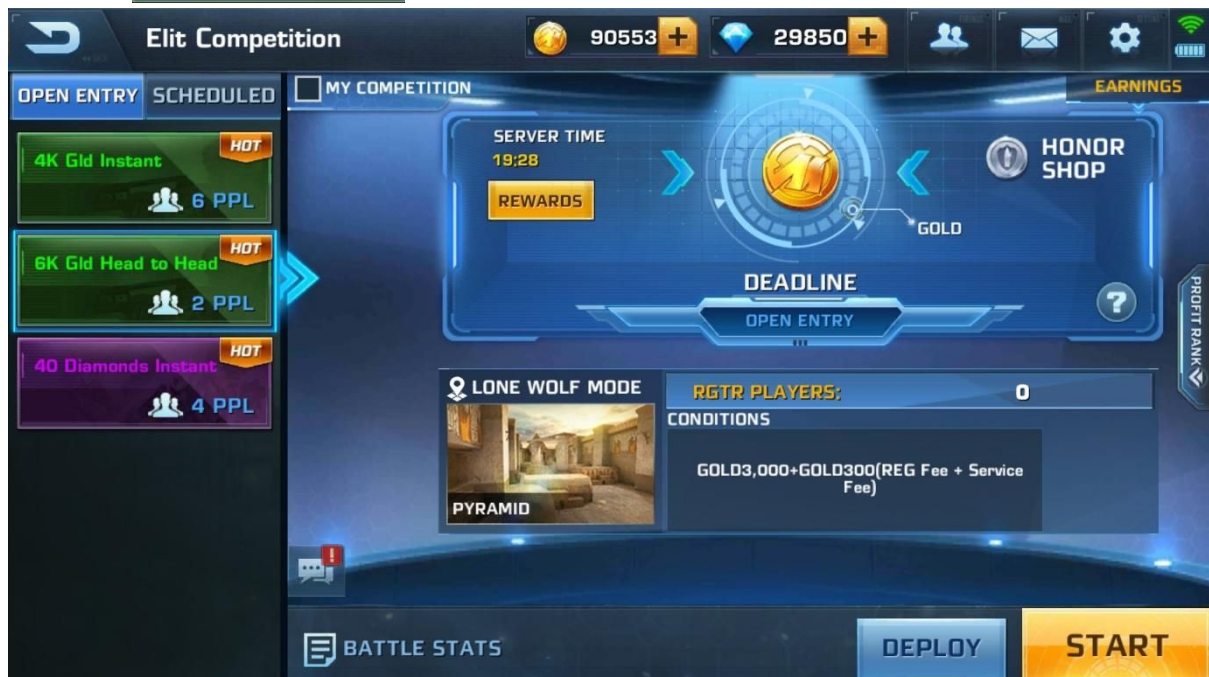 Elit Competition
90553
29850
OPEN ENTRY
SCHEDULED
MY COMPETITION
EARNINGS
4K Gld Instant
HOT
6 PPL
6K Gld Head to Head
HOT
2 PPL
40 Diamonds Instant
HOT
4 PPL
SERVER TIME
19:28
REWARDS
GOLD
HONOR
SHOP
DEADLINE
OPEN ENTRY
?
PROFIT RANK
LONE WOLF MODE
PYRAMID
RGTR PLAYERS:
0
CONDITIONS
GOLD3,000+GOLD300(REG Fee + Service
Fee)
!
BATTLE STATS
DEPLOY
START